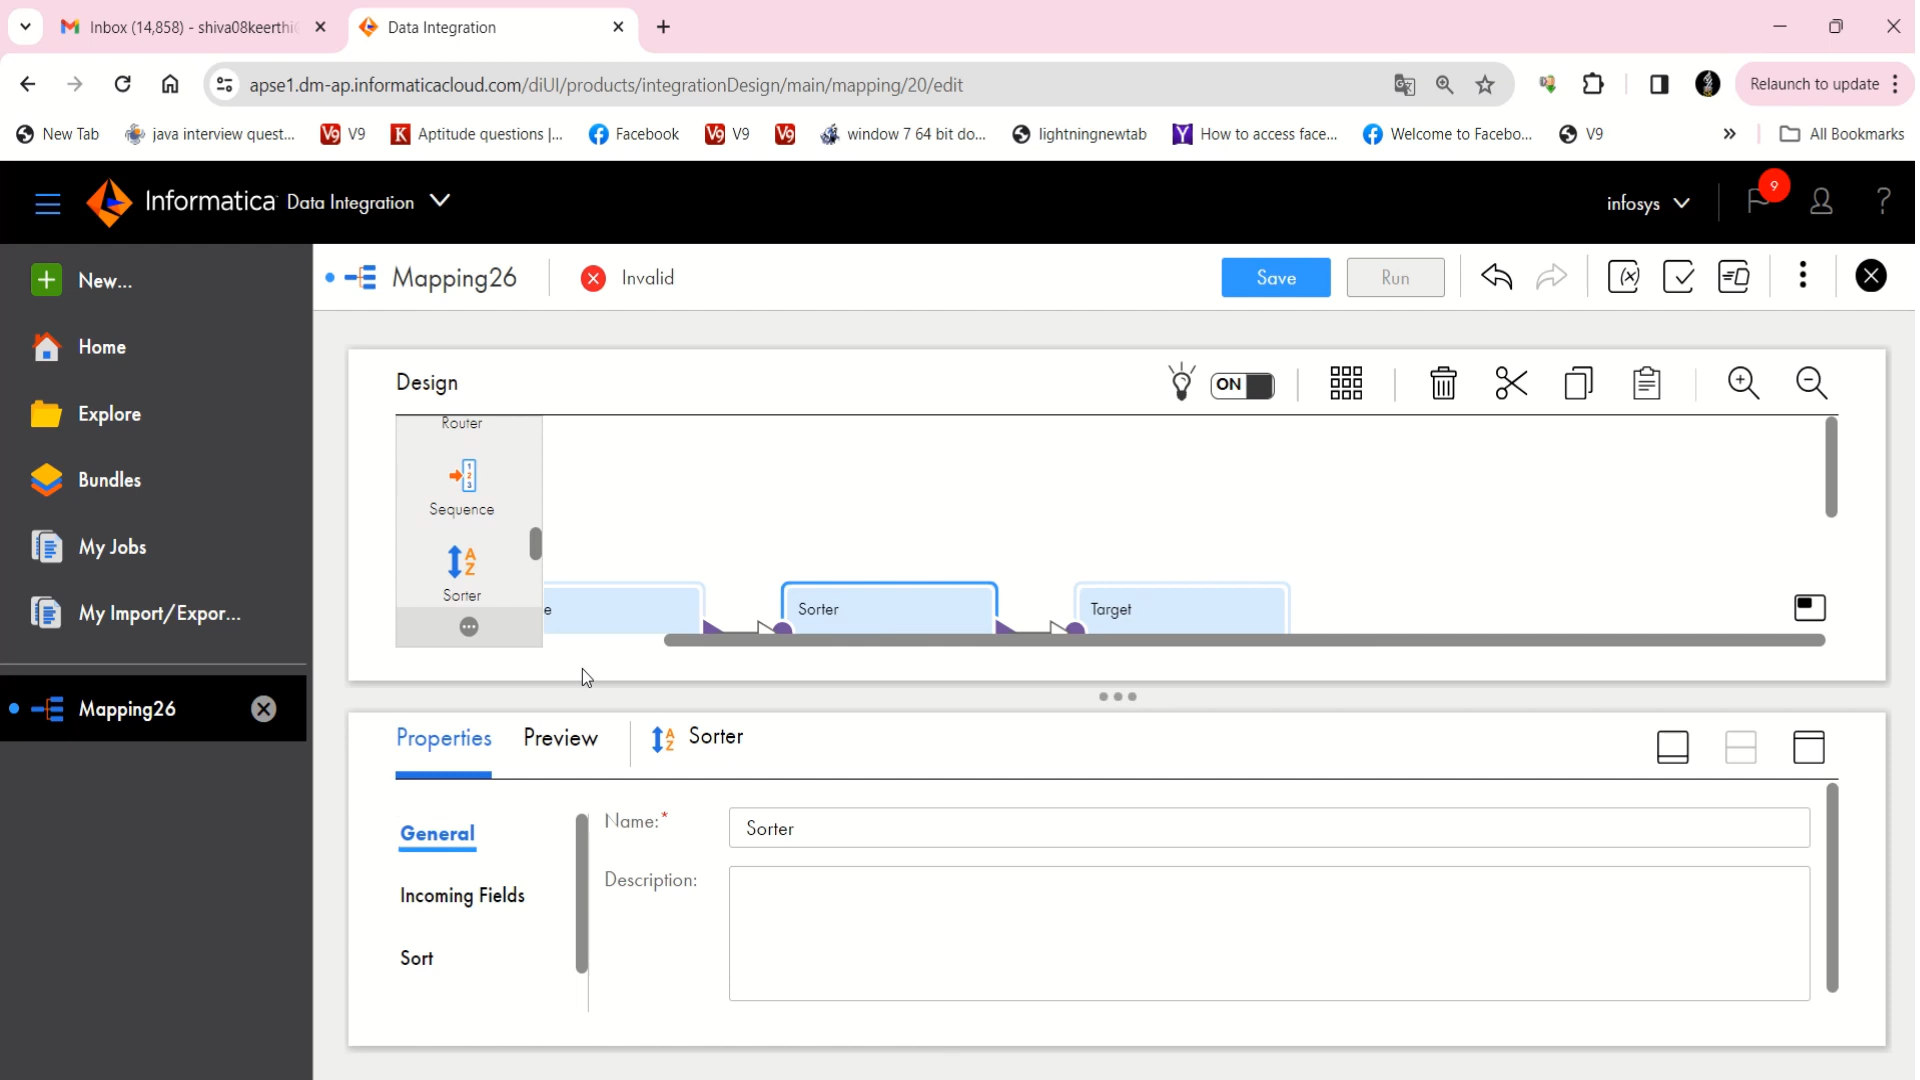 Inbox (14,858) - shiva08keerthi
Data Integration
apse1.dm-ap.informaticacloud.com/diUI/products/integrationDesign/main/mapping/20/edit
Relaunch to update
New Tab
java interview quest...
V9
Aptitude questions |...
Facebook
V9
window 7 64 bit do...
lightningnewtab
How to access face...
Welcome to Facebo...
V9
»
All Bookmarks
Informatica Data Integration
infosys
9
?
New...
Home
Explore
Bundles
My Jobs
My Import/Expor...
Mapping26
Mapping26
Invalid
Save
Run
Design
ON
Router
Sequence
Sorter
e
Sorter
Target
Properties
Preview
Sorter
General
Incoming Fields
Sort
Name:*
Sorter
Description: